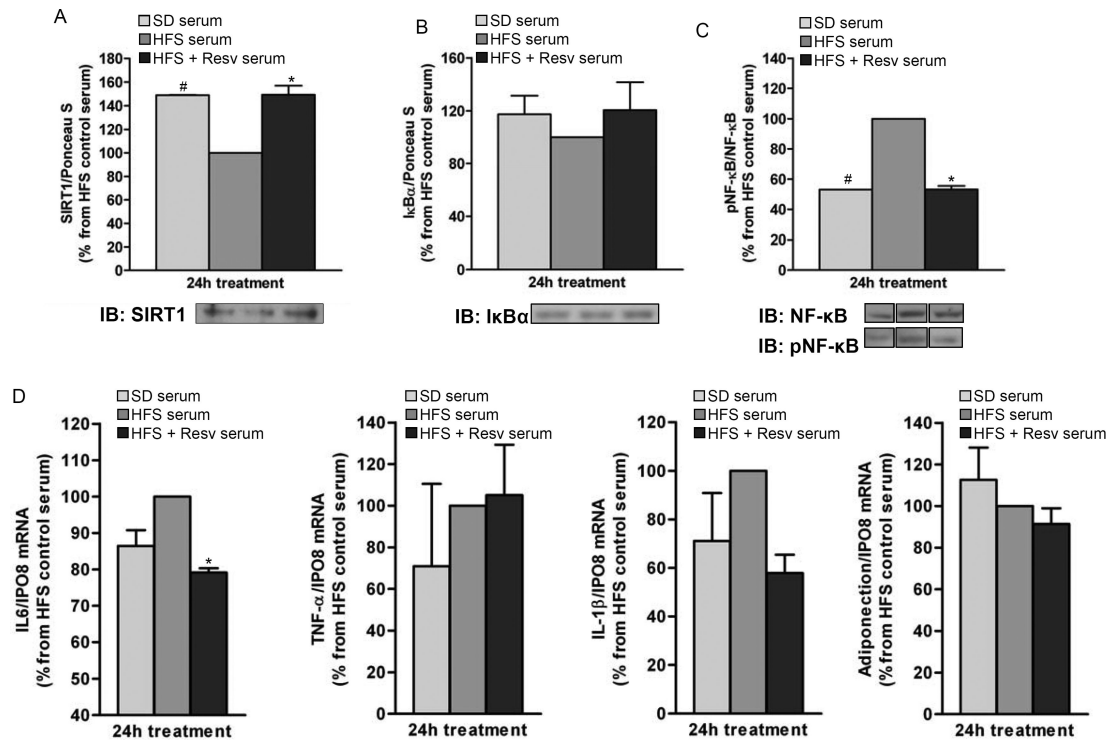 A
SD serum
HFS serum
HFS + Resv serum
SIRT1/Ponceau S
(% from HFS control serum)
180
160
140
120
100
80
60
40
20
0
#
*
24h treatment
IB: SIRT1
B
SD serum
HFS serum
HFS + Resv serum
IκBα/Ponceau S
(% from HFS control serum)
160
120
80
40
0
24h treatment
IB: IκBα
C
SD serum
HFS serum
HFS + Resv serum
pNF-κB/NF-κB
(% from HFS control serum)
140
120
100
80
60
40
20
0
#
*
24h treatment
IB: NF-κB
IB: pNF-κB
D
SD serum
HFS serum
HFS + Resv serum
IL6/IPO8 mRNA
(% from HFS control serum)
120
110
100
90
80
70
60
50
40
*
24h treatment
SD serum
HFS serum
HFS + Resv serum
TNF-α/IPO8 mRNA
(% from HFS control serum)
140
120
100
80
60
40
20
0
24h treatment
SD serum
HFS serum
HFS + Resv serum
IL-1β/IPO8 mRNA
(% from HFS control serum)
120
100
80
60
40
20
0
24h treatment
SD serum
HFS serum
HFS + Resv serum
Adiponection/IPO8 mRNA
(% from HFS control serum)
140
120
100
80
60
40
20
0
24h treatment